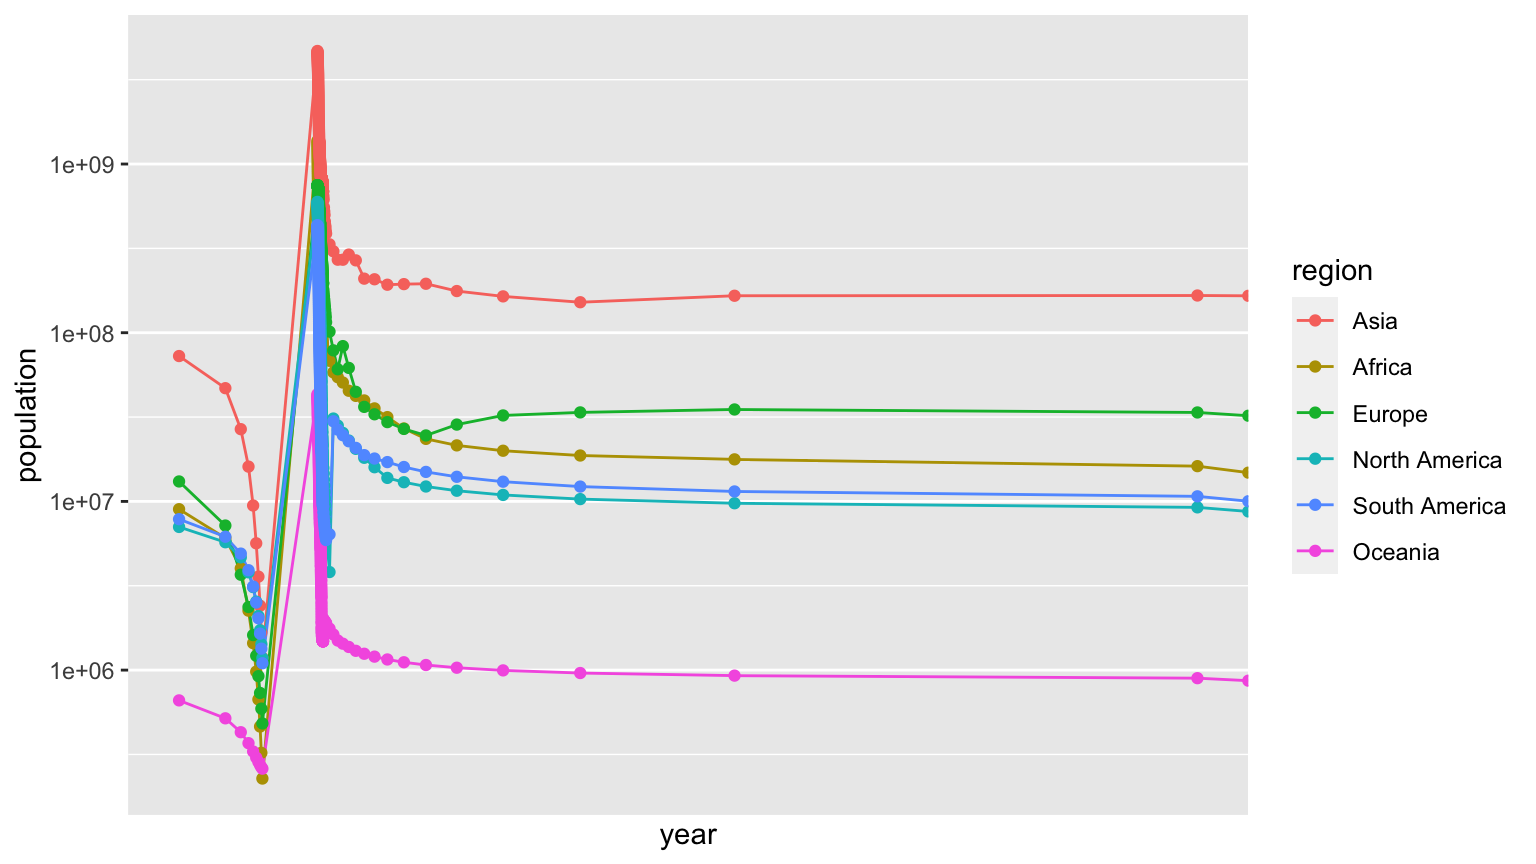 population
1e+09
1e+08
1e+07
1e+06
year
region
Asia
Africa
Europe
North America
South America
Oceania